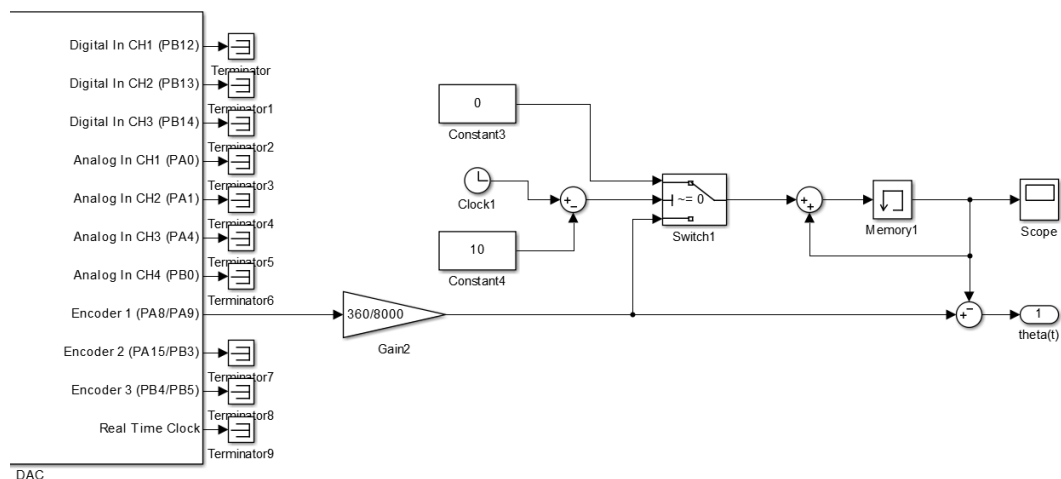 Digital In CH1 (PB12)
Terminator
Digital In CH2 (PB13)
Terminator1
Digital In CH3 (PB14)
Terminator2
Analog In CH1 (PA0)
Terminator3
Analog In CH2 (PA1)
Terminator4
Analog In CH3 (PA4)
Terminator5
Analog In CH4 (PB0)
Terminator6
Encoder 1 (PA8/PA9)
Encoder 2 (PA15/PB3)
Terminator7
Encoder 3 (PB4/PB5)
Terminator8
Real Time Clock
Terminator9
DAC
360/8000
Gain2
0
Constant3
Clock1
+
−
10
Constant4
~= 0
Switch1
+
+
Memory1
Scope
+
−
1
theta(t)